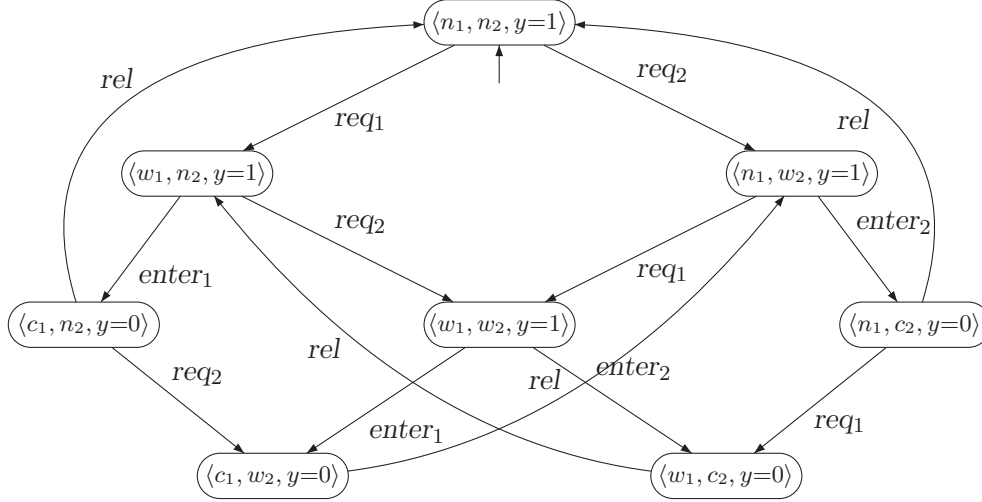 ⟨n₁, n₂, y=1⟩
rel
req₂
rel
req₁
⟨w₁, n₂, y=1⟩
⟨n₁, w₂, y=1⟩
req₂
enter₂
enter₁
req₁
⟨c₁, n₂, y=0⟩
⟨w₁, w₂, y=1⟩
⟨n₁, c₂, y=0⟩
rel
req₂
rel
enter₂
req₁
enter₁
⟨c₁, w₂, y=0⟩
⟨w₁, c₂, y=0⟩